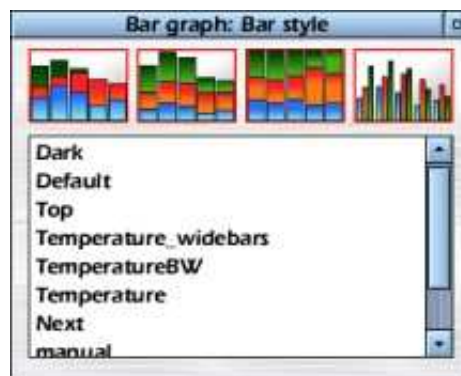 Bar graph: Bar style
Dark
Default
Top
Temperature_widebars
TemperatureBW
Temperature
Next
manual